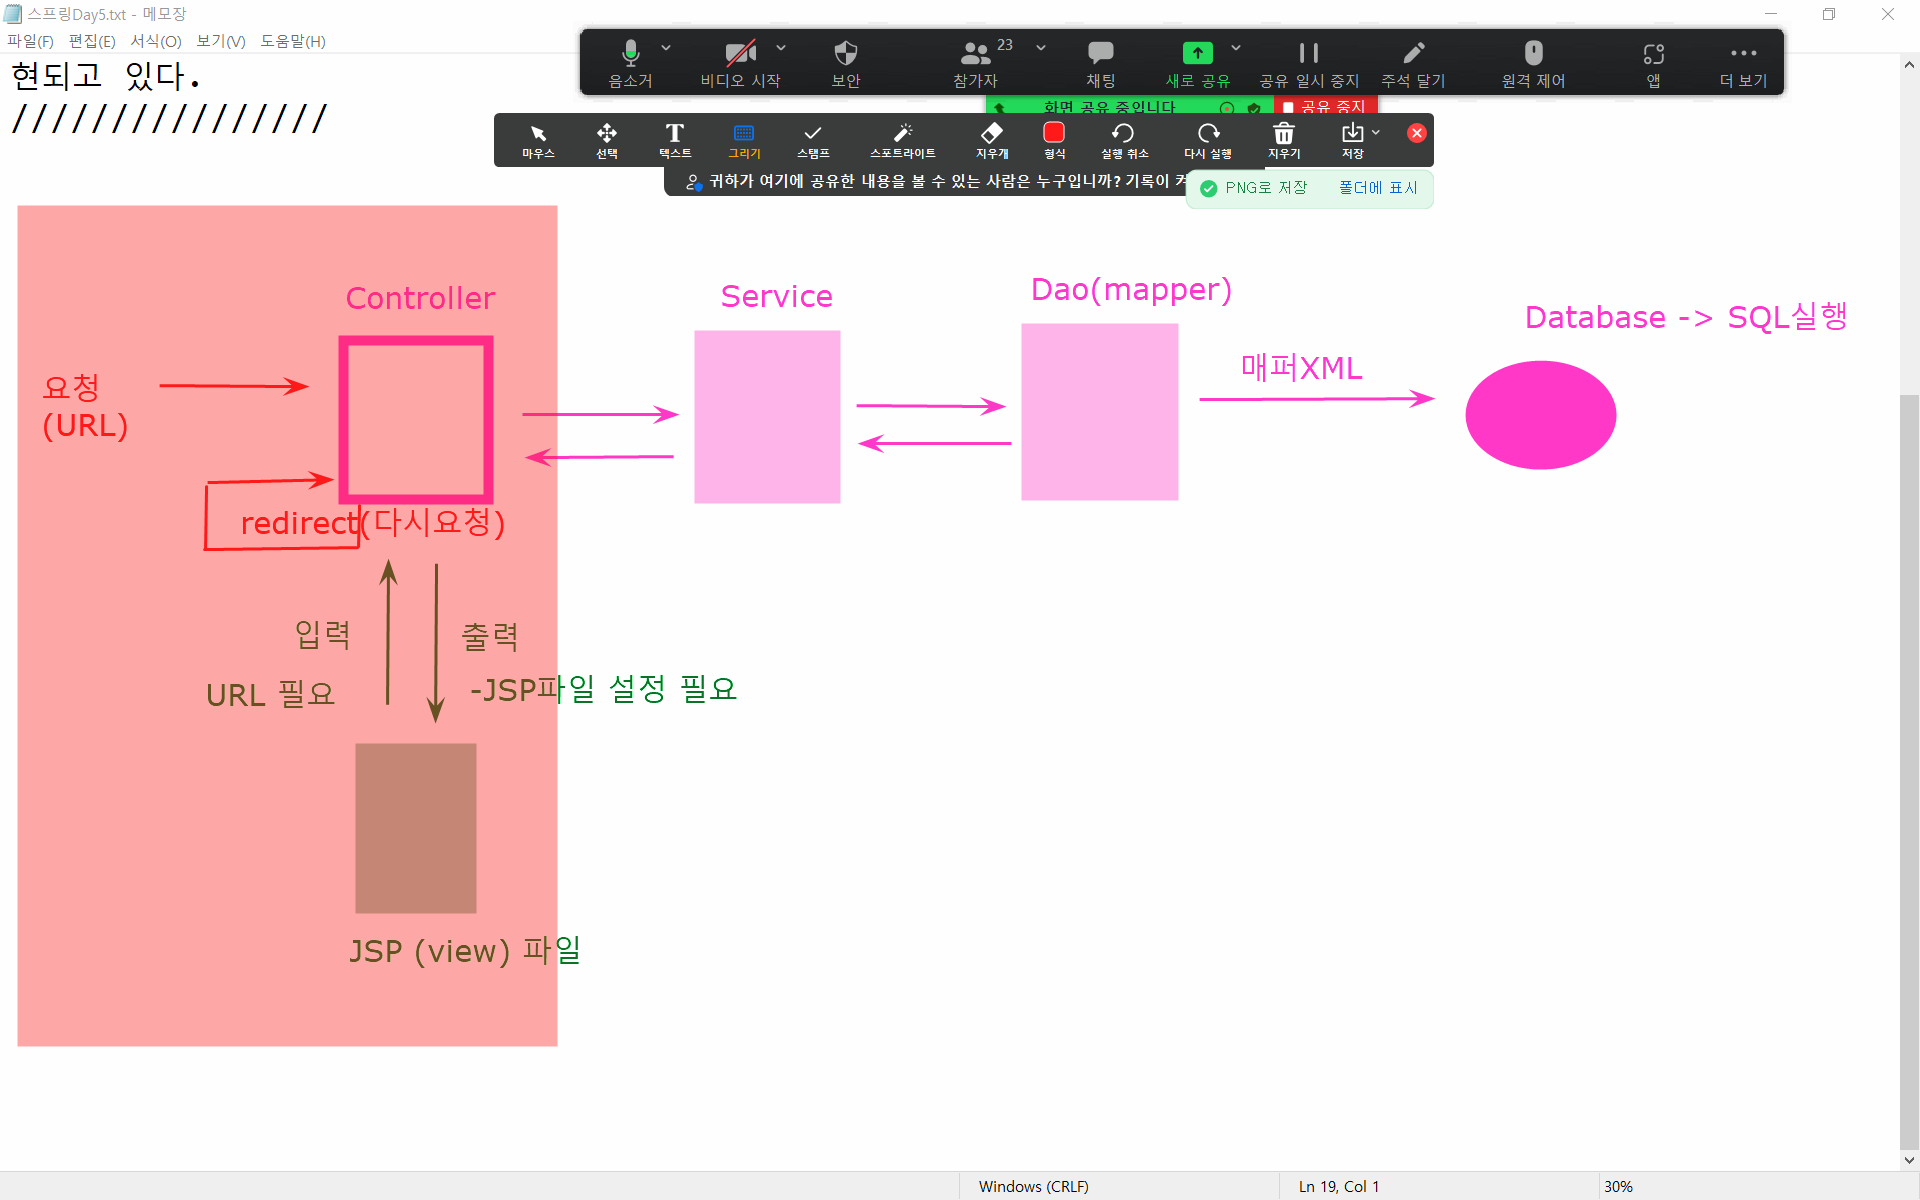 스프링Day5.txt - 메모장
파일(F) 편집(E) 서식(O) 보기(V) 도움말(H)
현되고 있다.
////////////////
음소거 비디오 시작 보안 참가자 23 채팅 새로 공유 공유 일시 중지 주석 달기 원격 제어 앱 더 보기
화면 공유 중입니다 공유 중지
마우스 선택 텍스트 그리기 스탬프 스포트라이트 지우개 형식 실행 취소 다시 실행 지우기 저장
귀하가 여기에 공유한 내용을 볼 수 있는 사람은 누구입니까? 기록이 켜
PNG로 저장 폴더에 표시
Controller
Service
Dao(mapper)
Database -> SQL실행
매퍼XML
요청
(URL)
redirect(다시요청)
입력
출력
URL 필요
-JSP파일 설정 필요
JSP (view) 파일
Windows (CRLF) Ln 19, Col 1 30%